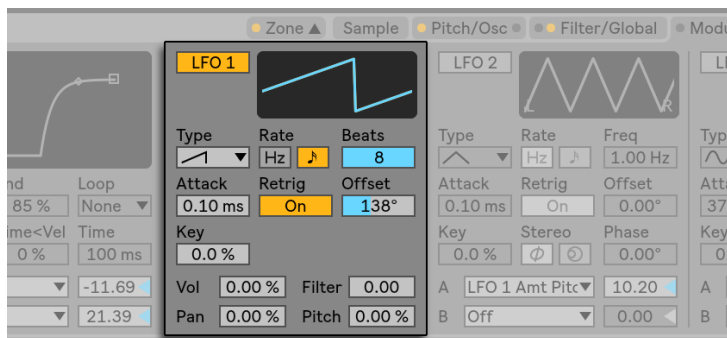 Zone Sample Pitch/Osc Filter/Global
LFO 1 LFO 2
L R
Type Rate Beats Type Rate Freq
Hz 8 Hz 1.00 Hz
Loop Attack Retrig Offset Attack Retrig Offset
85 % None 0.10 ms On 138° 0.10 ms On 0.00°
Time Key Key Stereo Phase
0 % 100 ms 0.0 % 0.0 % 0.00°
-11.69 Vol 0.00 % Filter 0.00 A LFO 1 Amt Pitc 10.20 A
21.39 Pan 0.00 % Pitch 0.00 % B Off 0.00 B